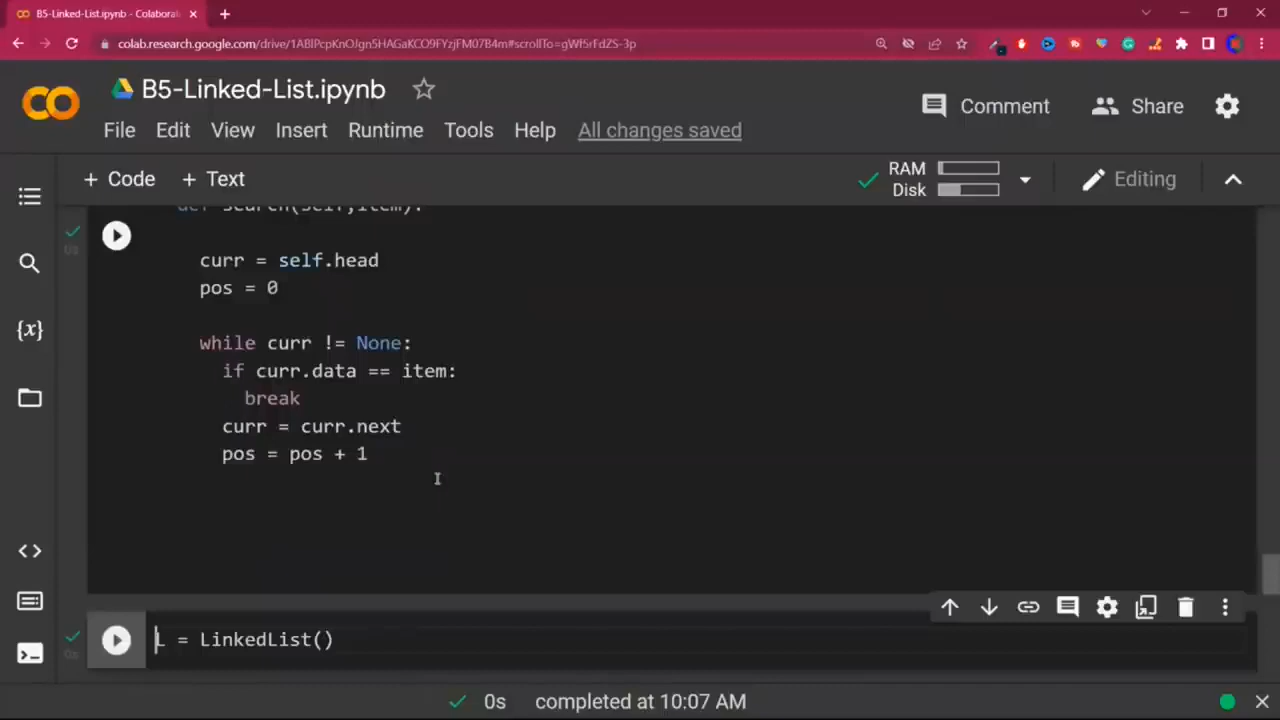 B5-Linked-List.ipynb - Colaborat
colab.research.google.com/drive/1ABlPcpKnOJgn5HAGaKCO9FYzjFM07B4m#scrollTo=gWf5rFdZS-3p
B5-Linked-List.ipynb
Comment
Share
File Edit View Insert Runtime Tools Help All changes saved
+ Code + Text
RAM
Disk
Editing
def search(self,item):
0s
curr = self.head
pos = 0
{x}
while curr != None:
if curr.data == item:
break
curr = curr.next
pos = pos + 1
L = LinkedList()
0s
0s completed at 10:07 AM